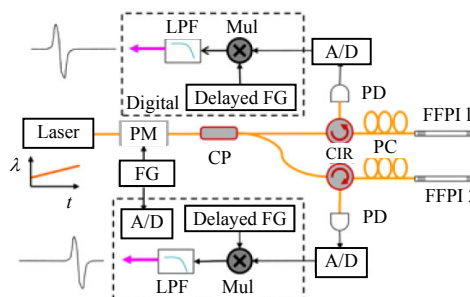 LPF Mul
A/D
Digital
Delayed FG
PD
FFPI 1
Laser
PM
CP
CIR
PC
λ
t
FG
FFPI 2
A/D
Delayed FG
PD
A/D
LPF Mul